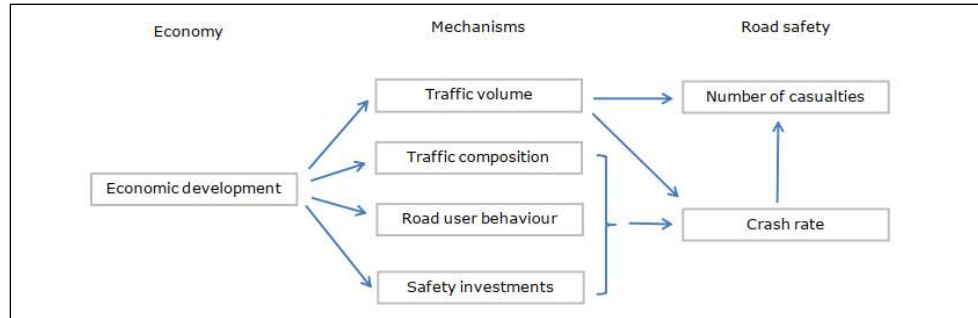 Economy
Mechanisms
Road safety
Traffic volume
Number of casualties
Traffic composition
Economic development
Road user behaviour
Crash rate
Safety investments